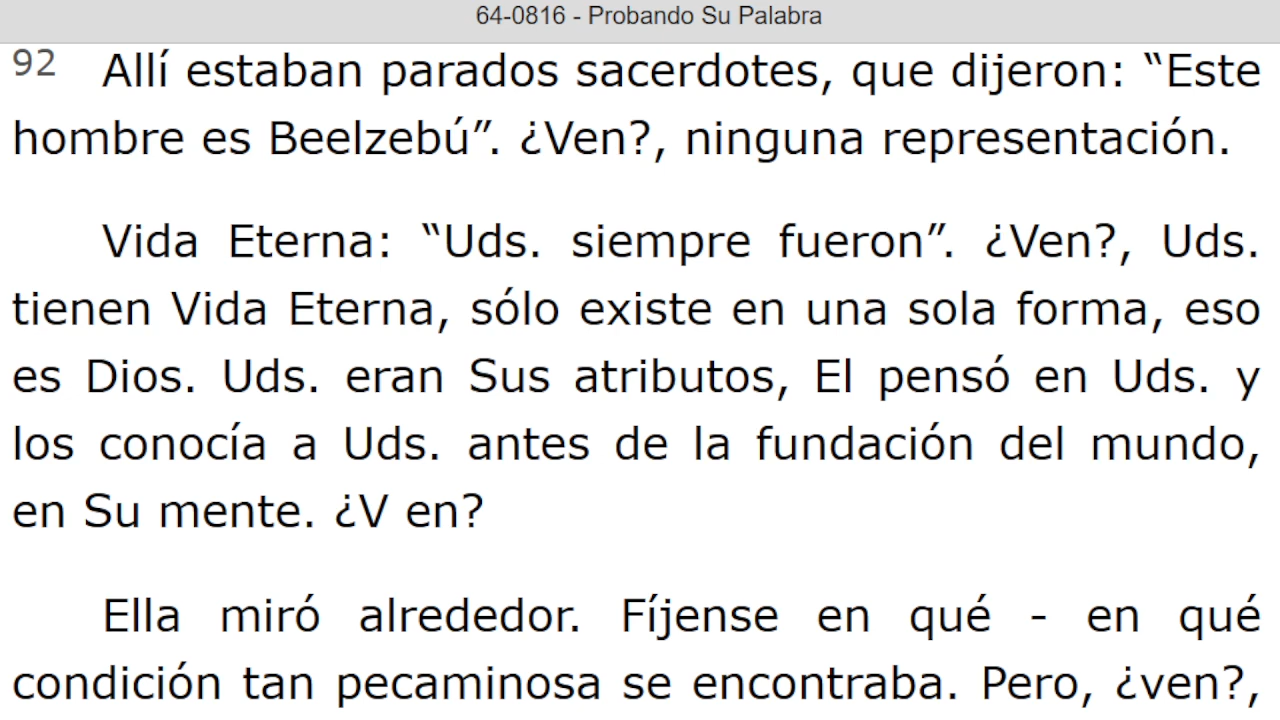 64-0816 - Probando Su Palabra
92 Allí estaban parados sacerdotes, que dijeron: “Este
hombre es Beelzebú”. ¿Ven?, ninguna representación.
Vida Eterna: “Uds. siempre fueron”. ¿Ven?, Uds.
tienen Vida Eterna, sólo existe en una sola forma, eso
es Dios. Uds. eran Sus atributos, El pensó en Uds. y
los conocía a Uds. antes de la fundación del mundo,
en Su mente. ¿V en?
Ella miró alrededor. Fíjense en qué - en qué
condición tan pecaminosa se encontraba. Pero, ¿ven?,